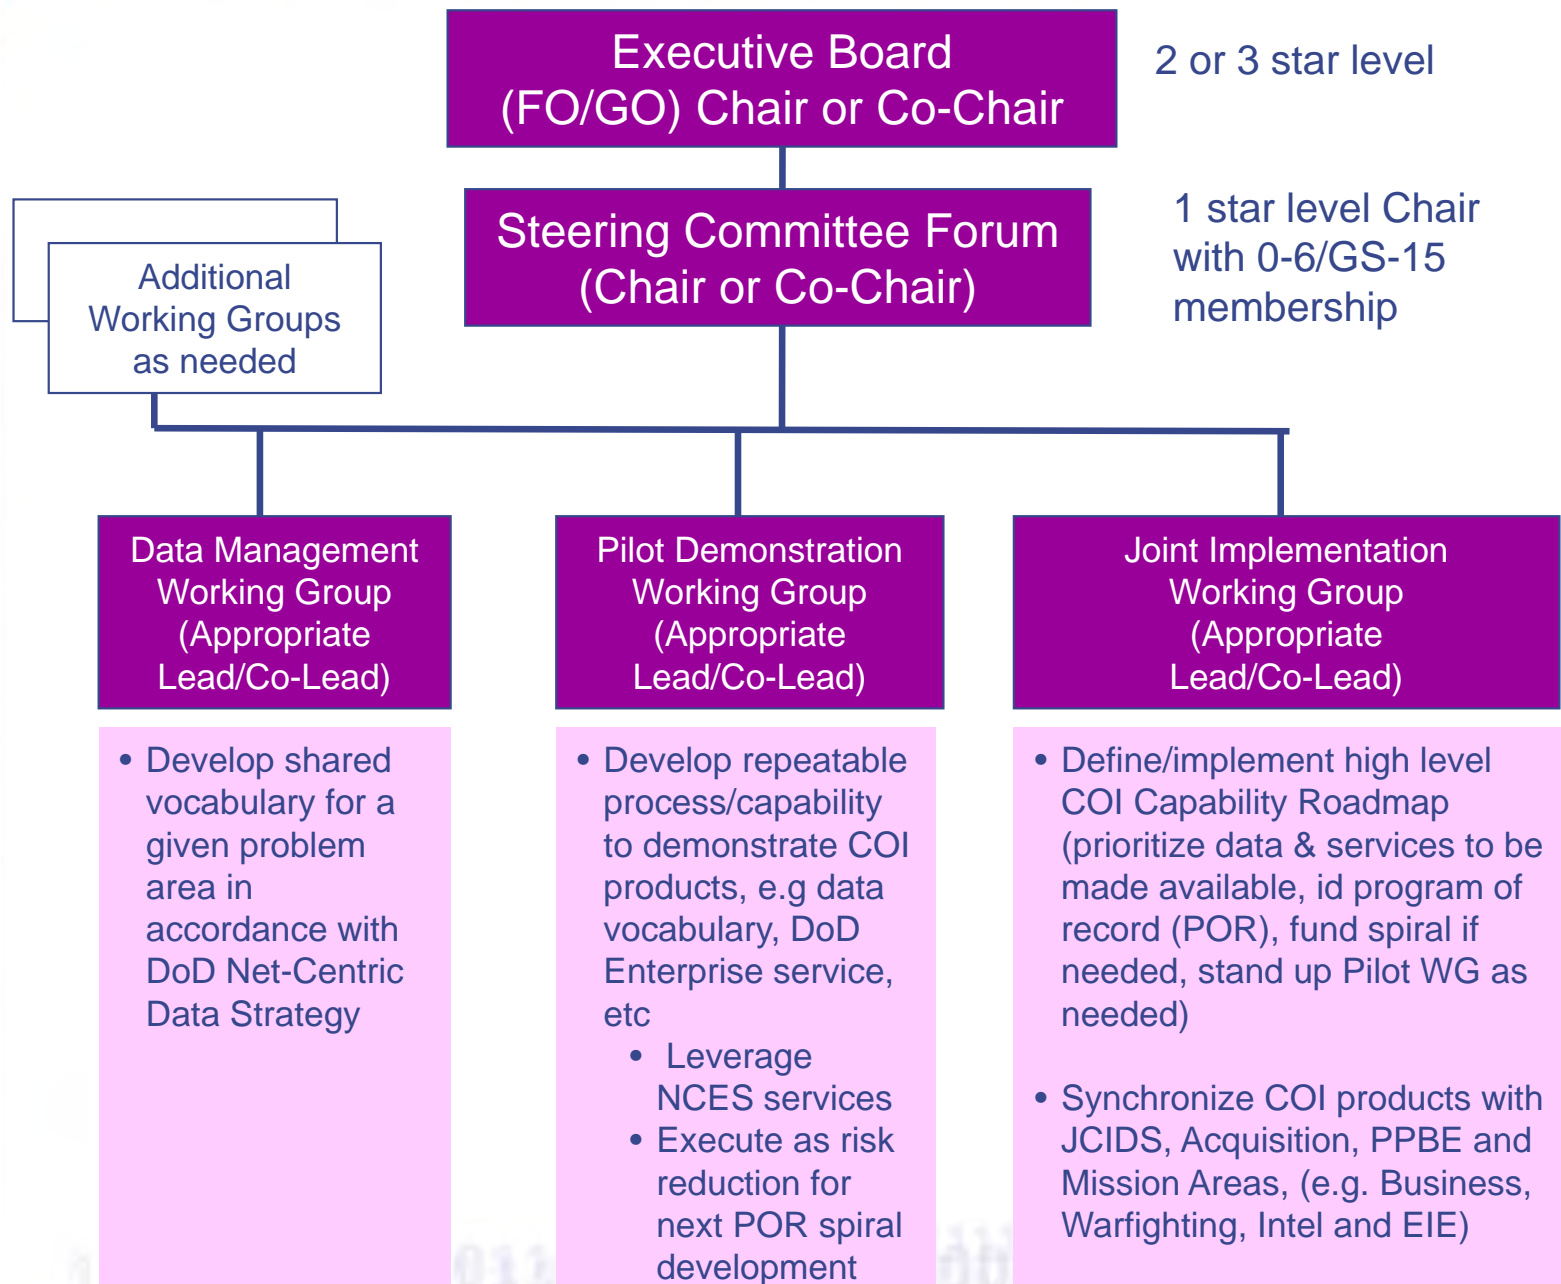 Executive Board
(FO/GO) Chair or Co-Chair
2 or 3 star level
Steering Committee Forum
(Chair or Co-Chair)
1 star level Chair
with 0-6/GS-15
membership
Additional
Working Groups
as needed
Data Management
Working Group
(Appropriate
Lead/Co-Lead)
• Develop shared
vocabulary for a
given problem
area in
accordance with
DoD Net-Centric
Data Strategy
Pilot Demonstration
Working Group
(Appropriate
Lead/Co-Lead)
• Develop repeatable
process/capability
to demonstrate COI
products, e.g data
vocabulary, DoD
Enterprise service,
etc
• Leverage
NCES services
• Execute as risk
reduction for
next POR spiral
development
Joint Implementation
Working Group
(Appropriate
Lead/Co-Lead)
• Define/implement high level
COI Capability Roadmap
(prioritize data & services to be
made available, id program of
record (POR), fund spiral if
needed, stand up Pilot WG as
needed)
• Synchronize COI products with
JCIDS, Acquisition, PPBE and
Mission Areas, (e.g. Business,
Warfighting, Intel and EIE)